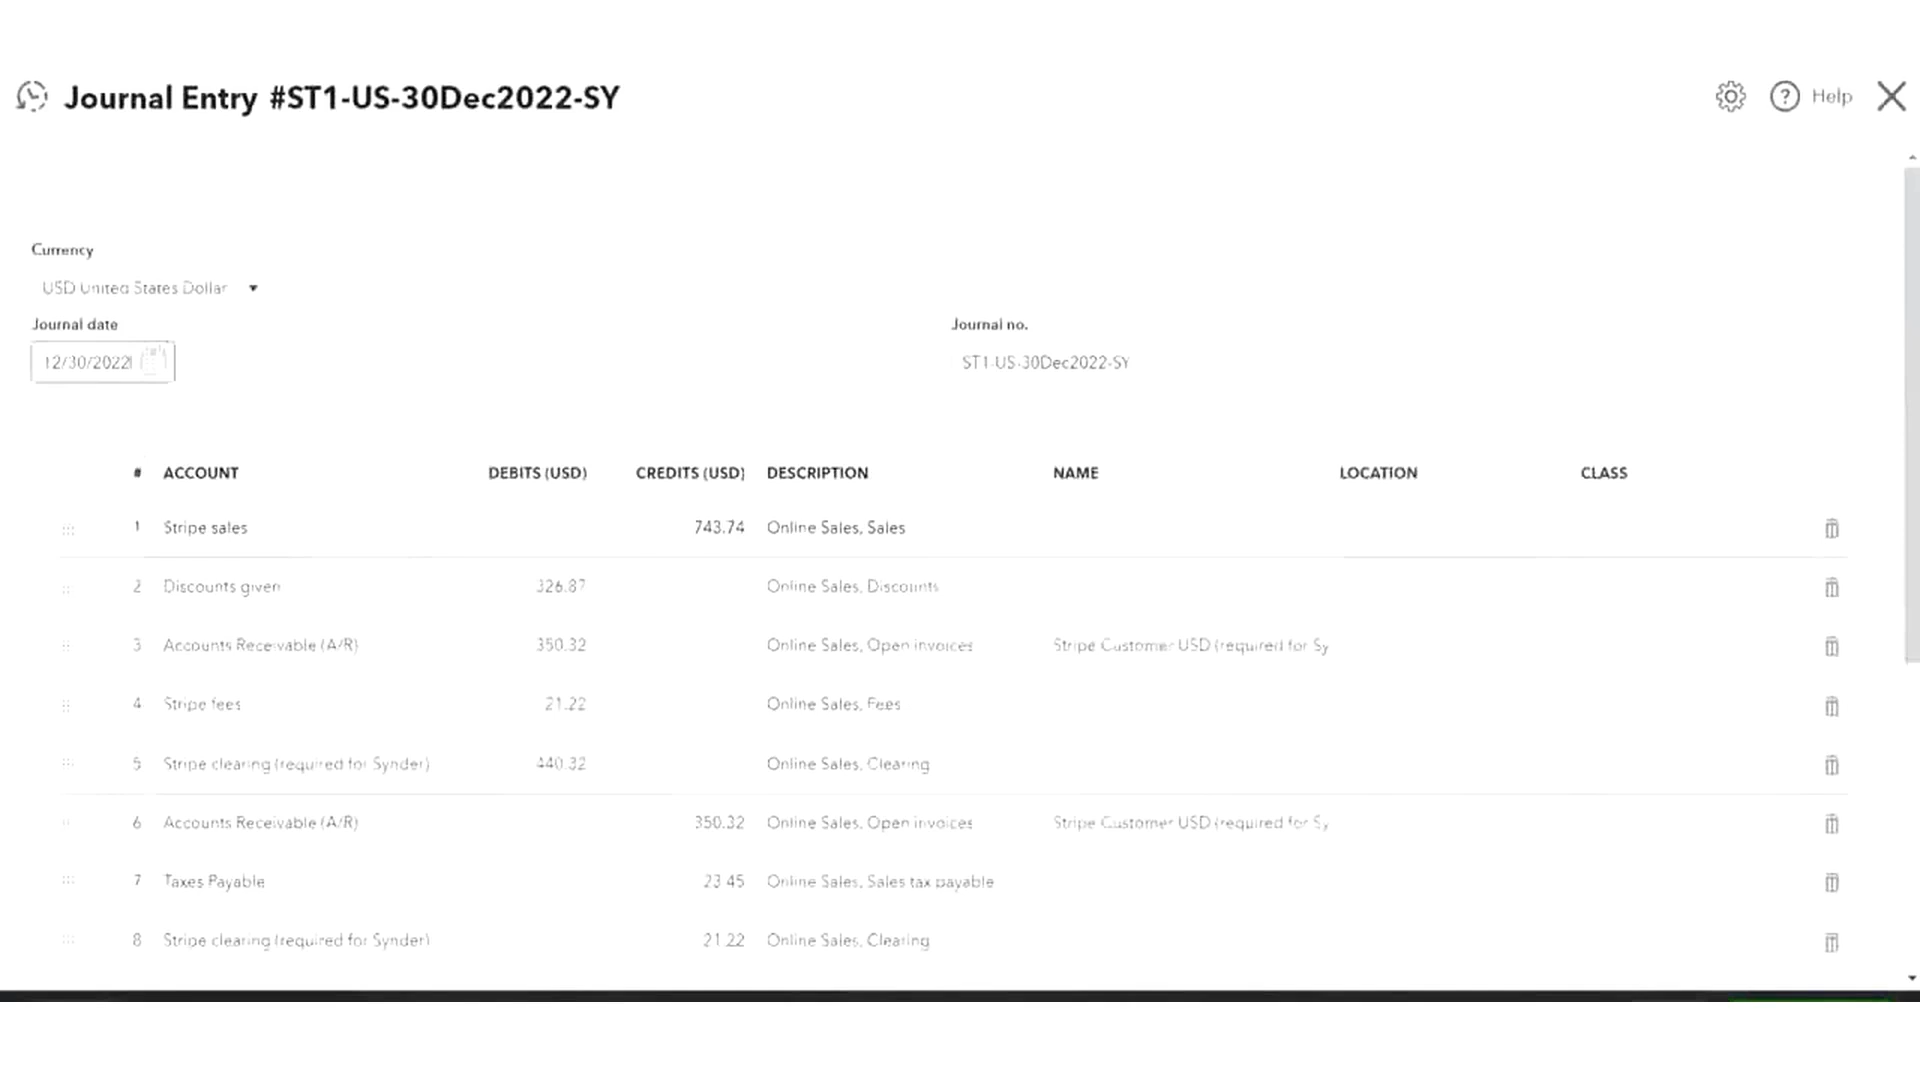 Journal Entry #ST1-US-30Dec2022-SY
Help
Currency
USD United States Dollar
Journal date
Journal no.
12/30/2022
ST1-US-30Dec2022-SY
# ACCOUNT DEBITS (USD) CREDITS (USD) DESCRIPTION NAME LOCATION CLASS
1 Stripe sales 743.74 Online Sales, Sales
2 Discounts given 326.87 Online Sales, Discounts
3 Accounts Receivable (A/R) 350.32 Online Sales, Open invoices Stripe Customer USD (required for Sy
4 Stripe fees 21.22 Online Sales, Fees
5 Stripe clearing (required for Synder) 440.32 Online Sales, Clearing
6 Accounts Receivable (A/R) 350.32 Online Sales, Open invoices Stripe Customer USD (required for Sy
7 Taxes Payable 23.45 Online Sales, Sales tax payable
8 Stripe clearing (required for Synder) 21.22 Online Sales, Clearing